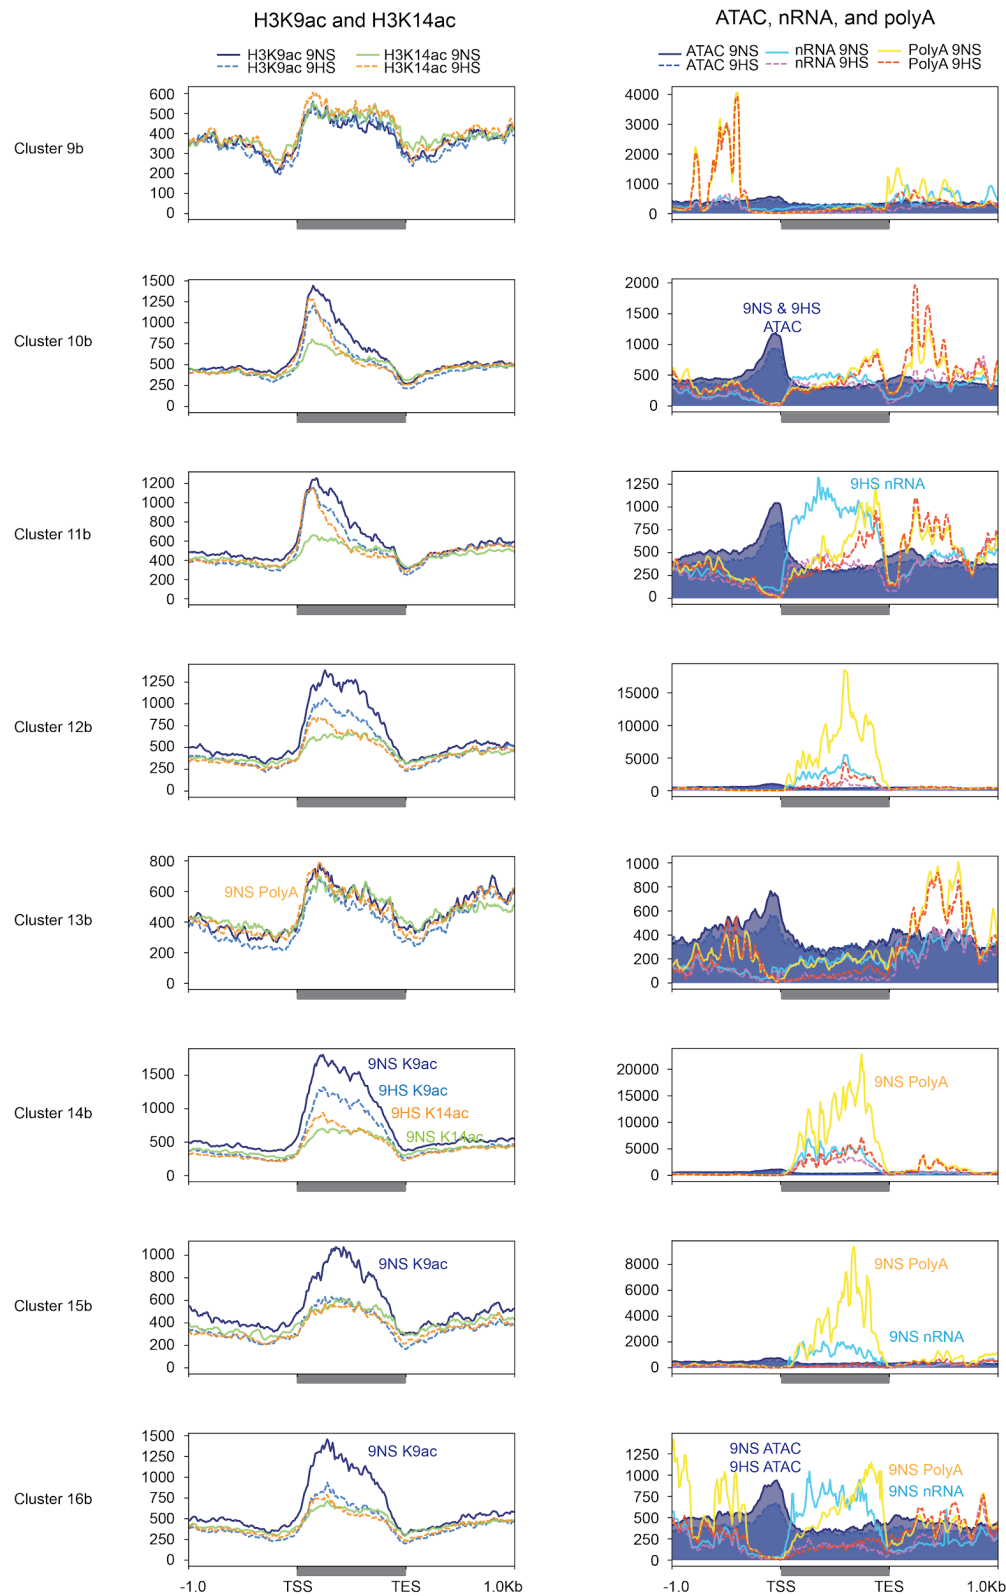 H3K9ac and H3K14ac
ATAC, nRNA, and polyA
H3K9ac 9NS H3K14ac 9NS
H3K9ac 9HS H3K14ac 9HS
ATAC 9NS nRNA 9NS PolyA 9NS
ATAC 9HS nRNA 9HS PolyA 9HS
Cluster 9b
600
500
400
300
200
100
0
4000
3000
2000
1000
0
Cluster 10b
1500
1250
1000
750
500
250
0
2000
1500
1000
500
0
9NS & 9HS
ATAC
Cluster 11b
1200
1000
800
600
400
200
0
1250
1000
750
500
250
0
9HS nRNA
Cluster 12b
1250
1000
750
500
250
0
15000
10000
5000
0
Cluster 13b
800
600
400
200
0
9NS PolyA
1000
800
600
400
200
0
Cluster 14b
1500
1000
500
0
9NS K9ac
9HS K9ac
9HS K14ac
9NS K14ac
20000
15000
10000
5000
0
9NS PolyA
Cluster 15b
1000
800
600
400
200
0
9NS K9ac
8000
6000
4000
2000
0
9NS PolyA
9NS nRNA
Cluster 16b
1500
1250
1000
750
500
250
0
9NS K9ac
1250
1000
750
500
250
0
9NS ATAC
9HS ATAC
9NS PolyA
9NS nRNA
-1.0 TSS TES 1.0Kb
-1.0 TSS TES 1.0Kb